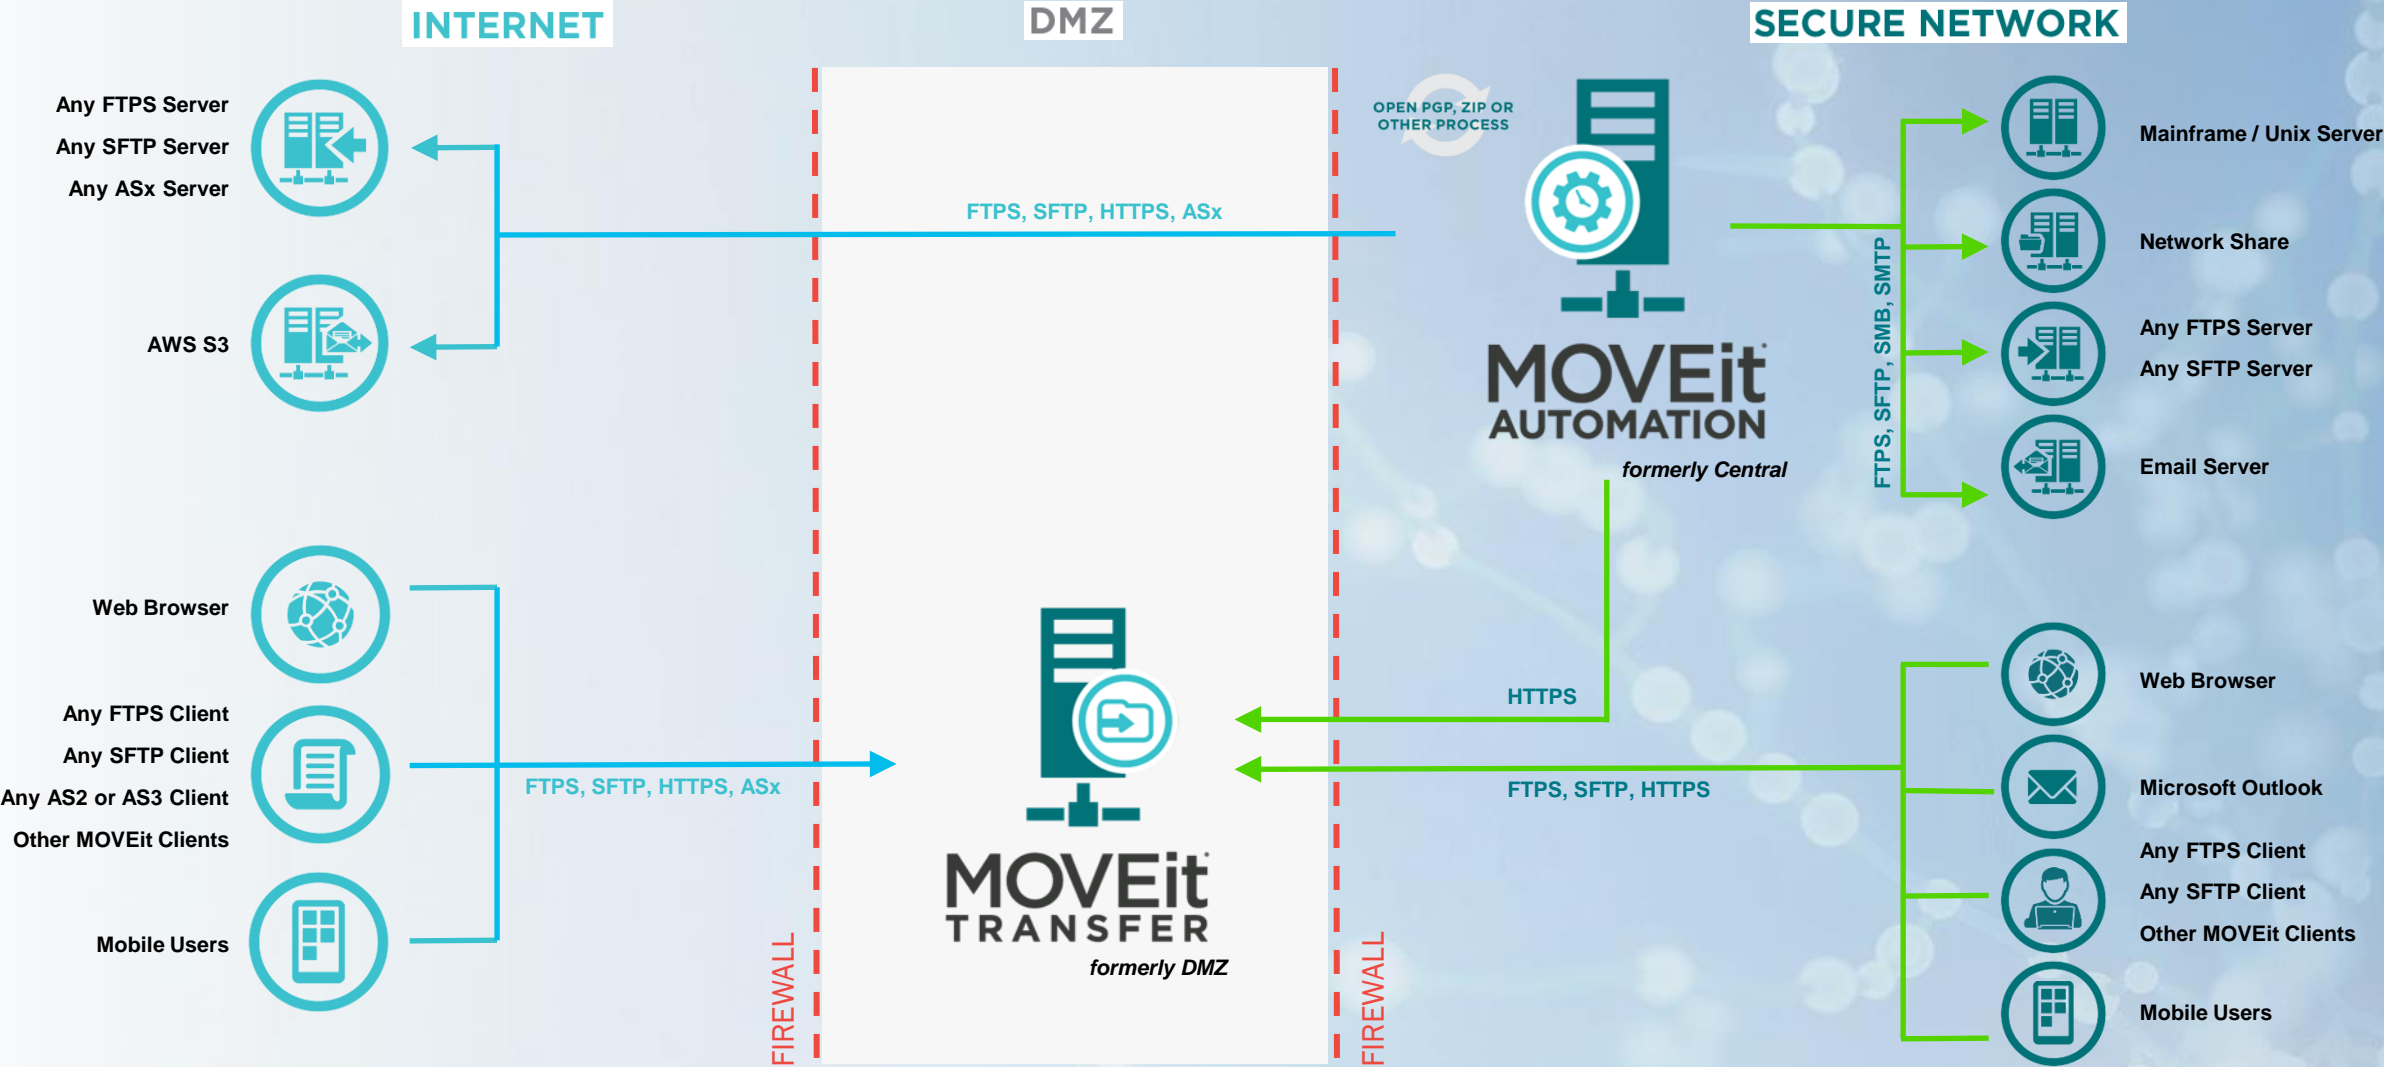 INTERNET
DMZ
SECURE NETWORK
Any FTPS Server
Any SFTP Server
Any ASx Server
AWS S3
FTPS, SFTP, HTTPS, ASx
OPEN PGP, ZIP OR
OTHER PROCESS
MOVEit
AUTOMATION
formerly Central
FTPS, SFTP, SMB, SMTP
Mainframe / Unix Server
Network Share
Any FTPS Server
Any SFTP Server
Email Server
Web Browser
Any FTPS Client
Any SFTP Client
Any AS2 or AS3 Client
Other MOVEit Clients
Mobile Users
FTPS, SFTP, HTTPS, ASx
FIREWALL
MOVEit
TRANSFER
formerly DMZ
FIREWALL
HTTPS
FTPS, SFTP, HTTPS
Web Browser
Microsoft Outlook
Any FTPS Client
Any SFTP Client
Other MOVEit Clients
Mobile Users